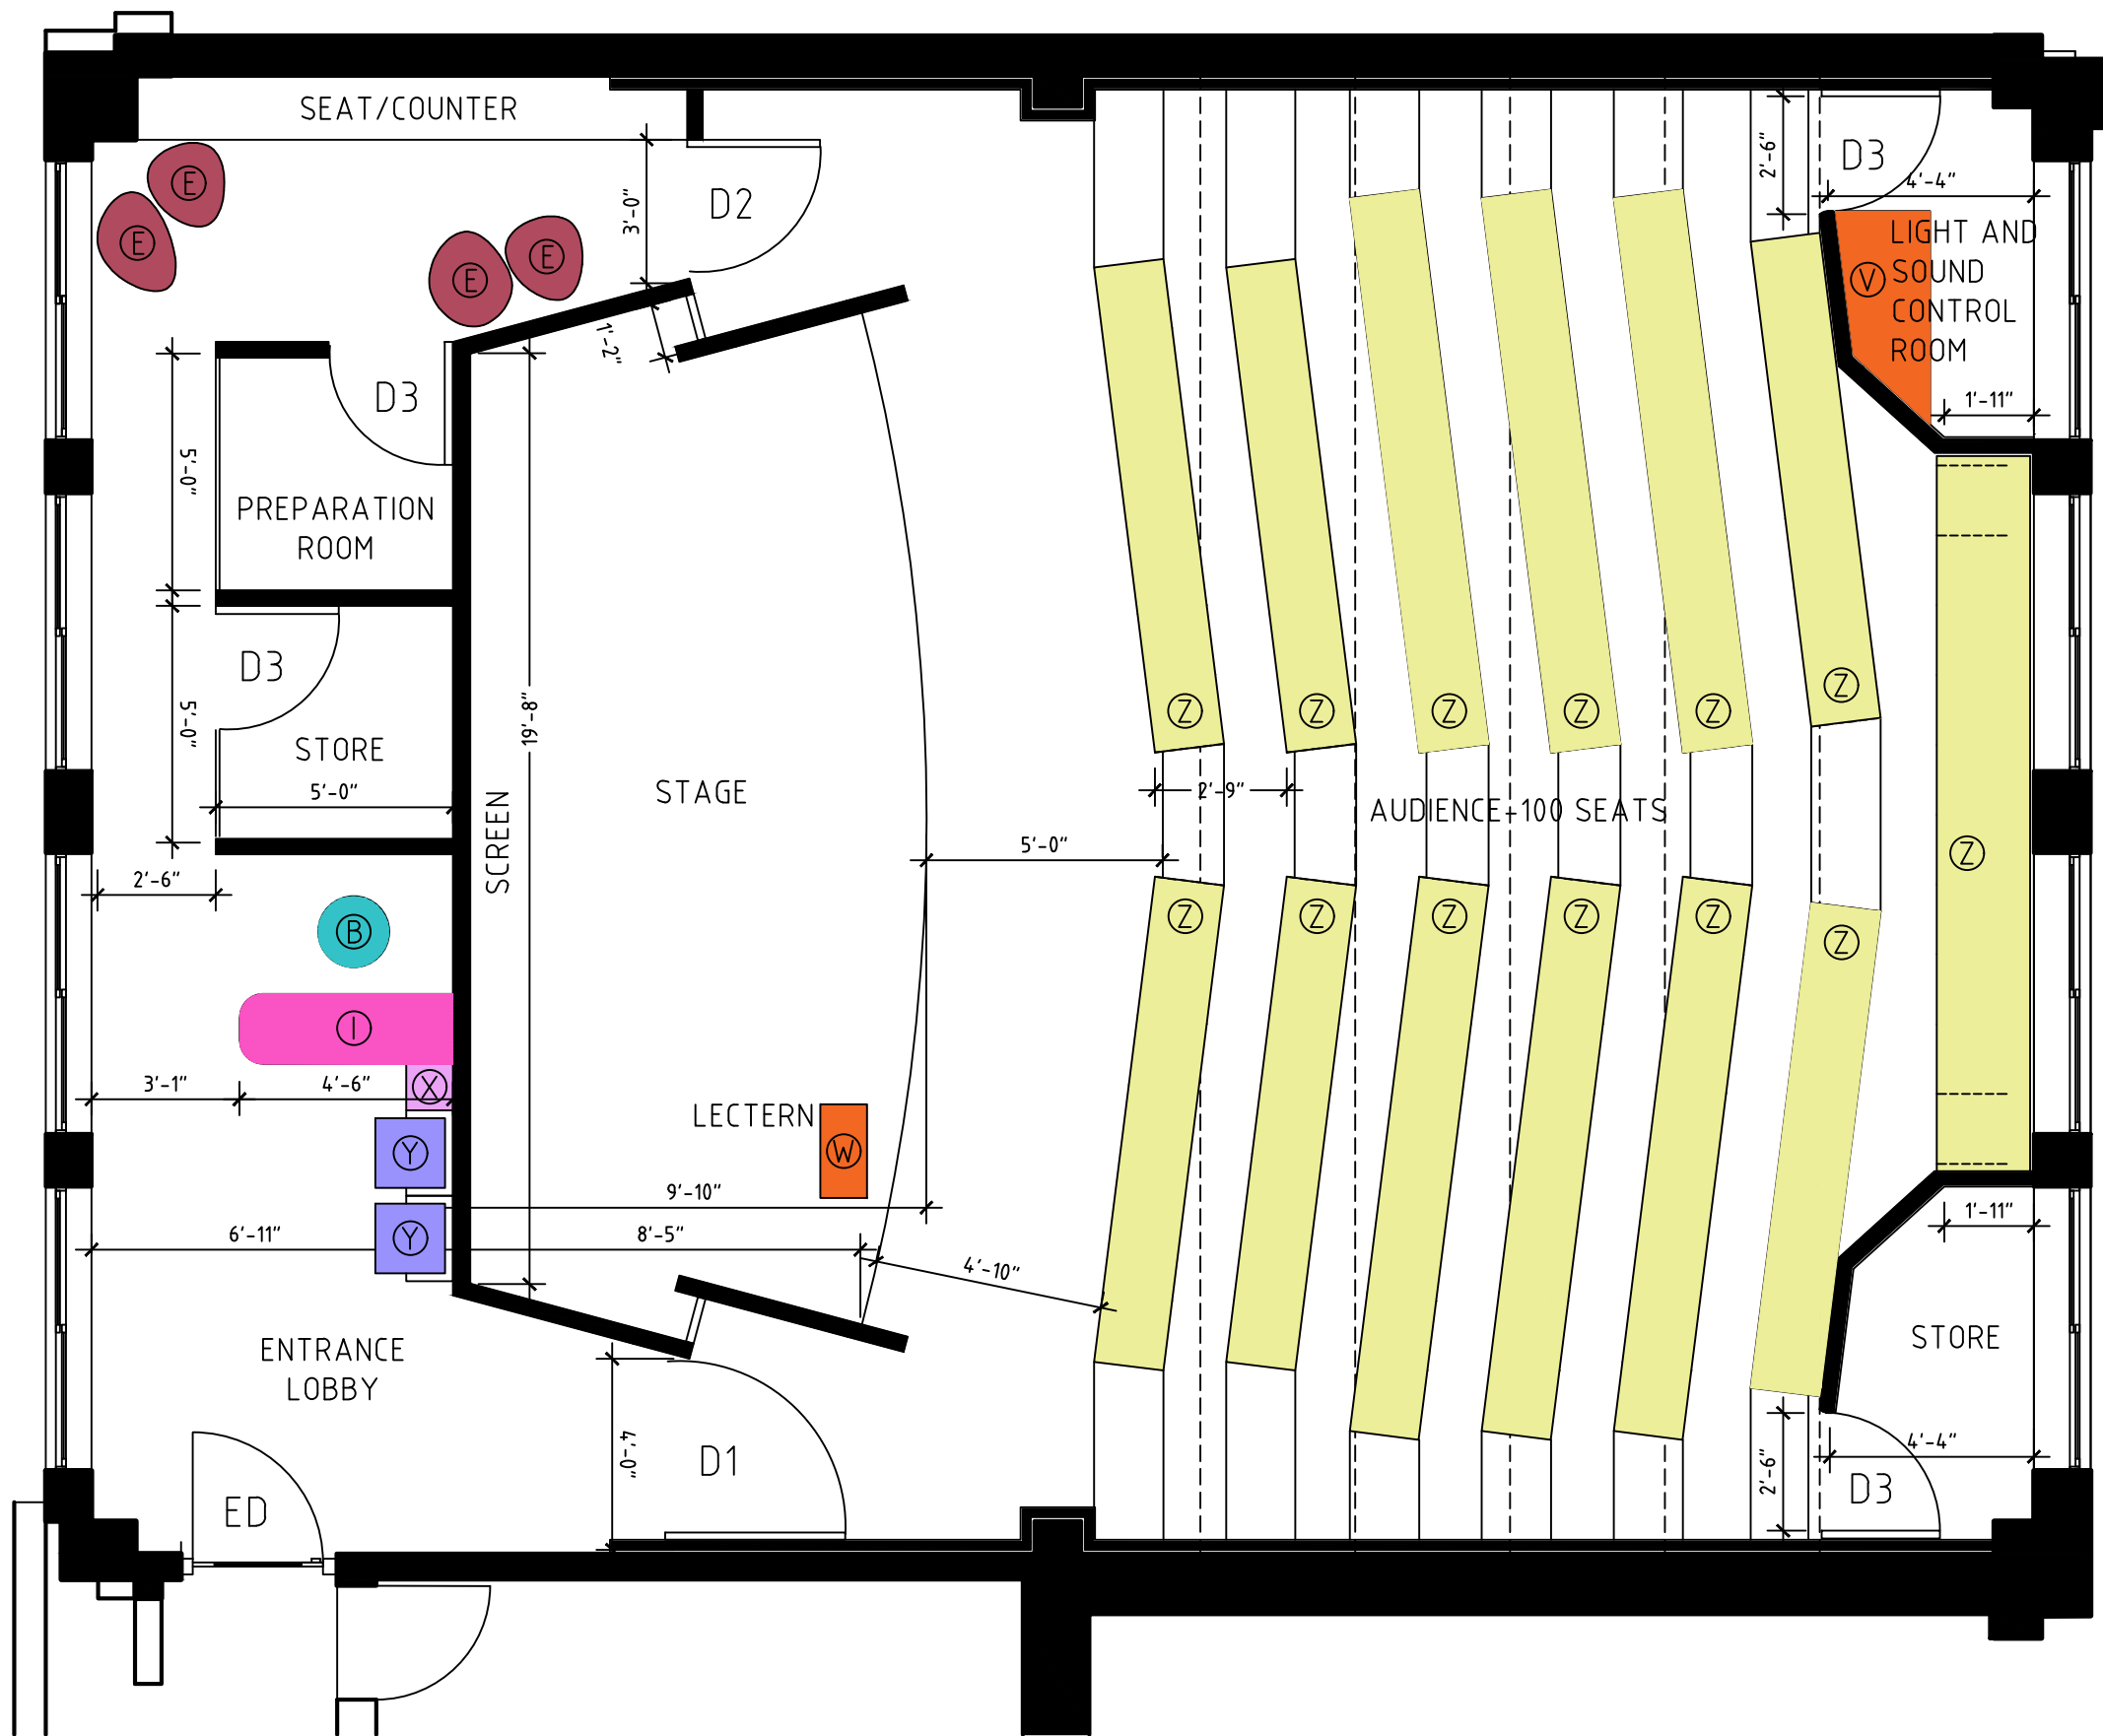 SEAT/COUNTER
E
E
E
E
D2
3'-0"
1'-2"
D3
2'-6"
4'-4"
LIGHT AND
SOUND
CONTROL
ROOM
V
1'-11"
D3
5'-0"
PREPARATION
ROOM
D3
5'-0"
STORE
5'-0"
19'-8"
SCREEN
STAGE
Z
Z
Z
Z
Z
Z
2'-9"
AUDIENCE-100 SEATS
5'-0"
Z
2'-6"
B
Z
Z
Z
Z
Z
Z
I
3'-1"
4'-6"
X
LECTERN
W
Y
9'-10"
Y
6'-11"
8'-5"
4'-10"
1'-11"
ENTRANCE
LOBBY
STORE
4'-0"
D1
4'-4"
2'-6"
D3
ED